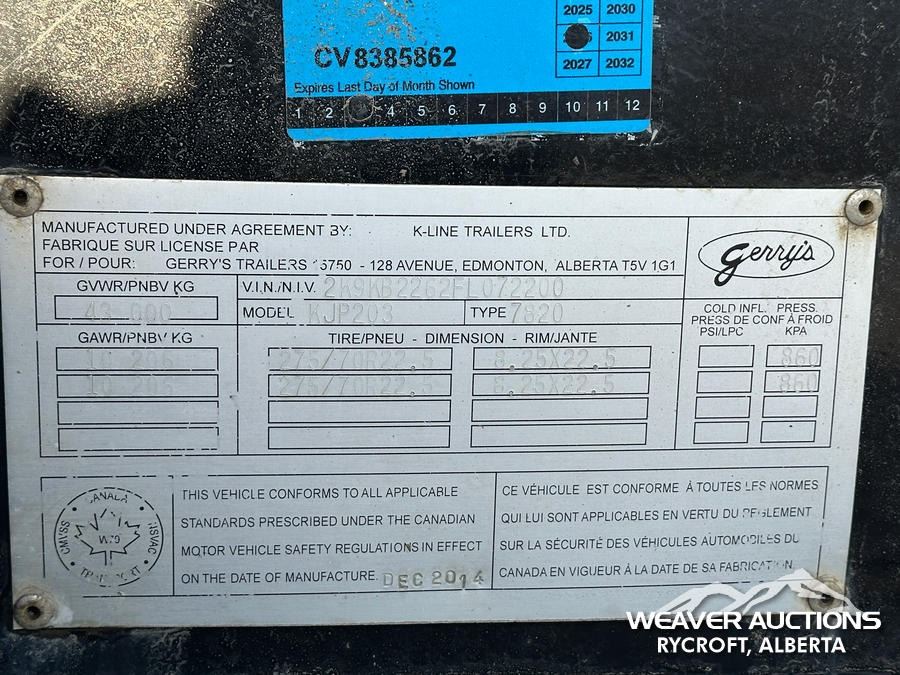 2025 2030
2031
CV8385862
2027 2032
Expires Last Day of Month Shown
1 2 4 5 6 7 8 9 10 11 12
MANUFACTURED UNDER AGREEMENT BY: K-LINE TRAILERS LTD.
FABRIQUE SUR LICENSE PAR
FOR / POUR: GERRY'S TRAILERS 15750 - 128 AVENUE, EDMONTON, ALBERTA T5V 1G1
Gerry's
GVWR/PNBV KG
43 000
V.I.N./N.I.V. 2K9KB2262FL072200
MODEL KJP203 TYPE 7820
COLD INFL. PRESS.
PRESS DE CONF À FROID
PSI/LPC KPA
GAWR/PNBV KG TIRE/PNEU - DIMENSION - RIM/JANTE
10 206 275/70R22.5 8.25X22.5 860
10 206 275/70R22.5 8.25X22.5 860
CANADA
CMVSS
NSVAC
TRANSPORT
THIS VEHICLE CONFORMS TO ALL APPLICABLE
STANDARDS PRESCRIBED UNDER THE CANADIAN
MOTOR VEHICLE SAFETY REGULATIONS IN EFFECT
ON THE DATE OF MANUFACTURE. DEC 2014
CE VÉHICULE EST CONFORME À TOUTES LES NORMES
QUI LUI SONT APPLICABLES EN VERTU DU REGLEMENT
SUR LA SÉCURITÉ DES VÉHICULES AUTOMOBILES DU
CANADA EN VIGUEUR À LA DATE DE SA FABRICATION.
WEAVER AUCTIONS
RYCROFT, ALBERTA